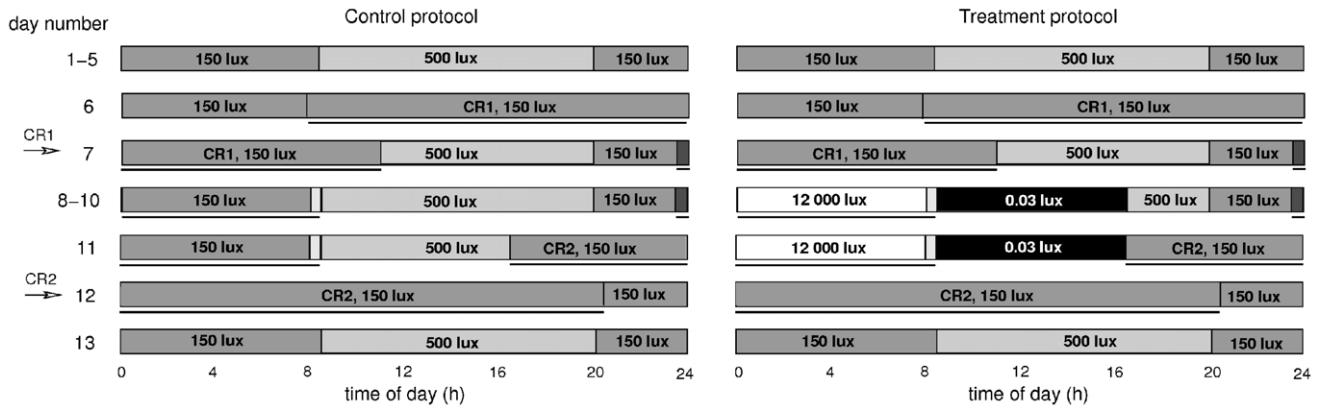 Control protocol Treatment protocol
day number
1–5 150 lux 500 lux 150 lux 150 lux 500 lux 150 lux
6 150 lux CR1, 150 lux 150 lux CR1, 150 lux
CR1
7 CR1, 150 lux 500 lux 150 lux CR1, 150 lux 500 lux 150 lux
8–10 150 lux 500 lux 150 lux 12 000 lux 0.03 lux 500 lux 150 lux
11 150 lux 500 lux CR2, 150 lux 12 000 lux 0.03 lux CR2, 150 lux
CR2
12 CR2, 150 lux 150 lux CR2, 150 lux 150 lux
13 150 lux 500 lux 150 lux 150 lux 500 lux 150 lux
0 4 8 12 16 20 24 0 4 8 12 16 20 24
time of day (h) time of day (h)